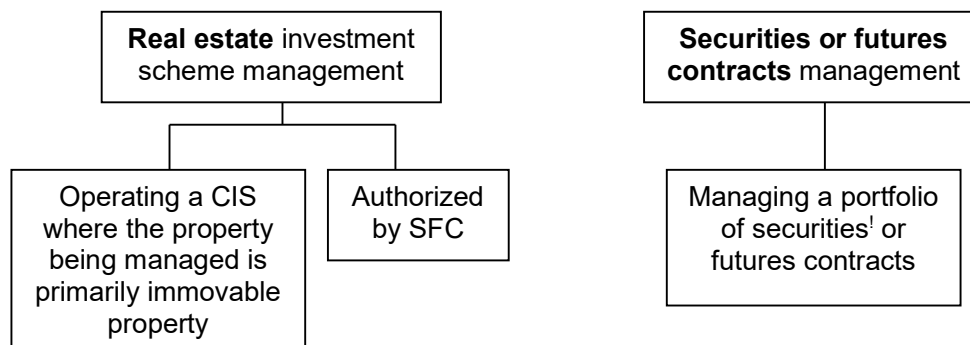 Real estate investment
scheme management
Securities or futures
contracts management
Operating a CIS
where the property
being managed is
primarily immovable
property
Authorized
by SFC
Managing a portfolio
of securities! or
futures contracts